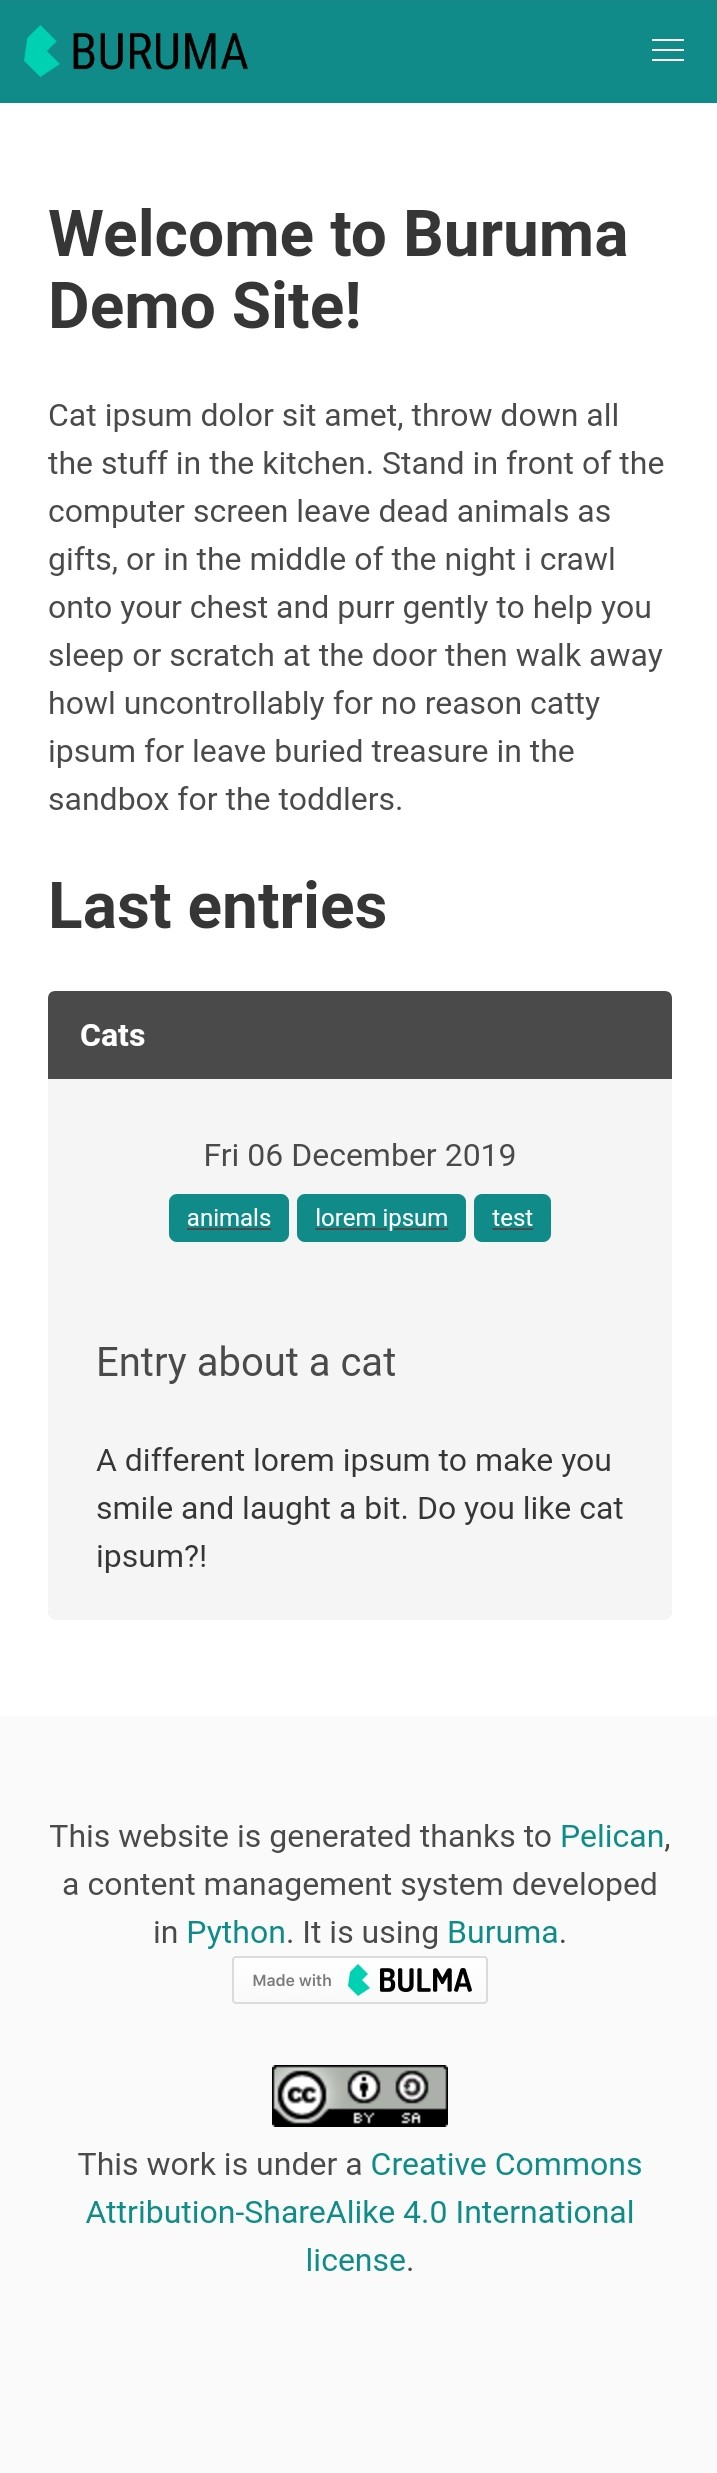 BURUMA
Welcome to Buruma
Demo Site!
Cat ipsum dolor sit amet, throw down all
the stuff in the kitchen. Stand in front of the
computer screen leave dead animals as
gifts, or in the middle of the night i crawl
onto your chest and purr gently to help you
sleep or scratch at the door then walk away
howl uncontrollably for no reason catty
ipsum for leave buried treasure in the
sandbox for the toddlers.
Last entries
Cats
Fri 06 December 2019
animals lorem ipsum test
Entry about a cat
A different lorem ipsum to make you
smile and laught a bit. Do you like cat
ipsum?!
This website is generated thanks to Pelican,
a content management system developed
in Python. It is using Buruma.
Made with BULMA
cc
BY SA
This work is under a Creative Commons
Attribution-ShareAlike 4.0 International
license.